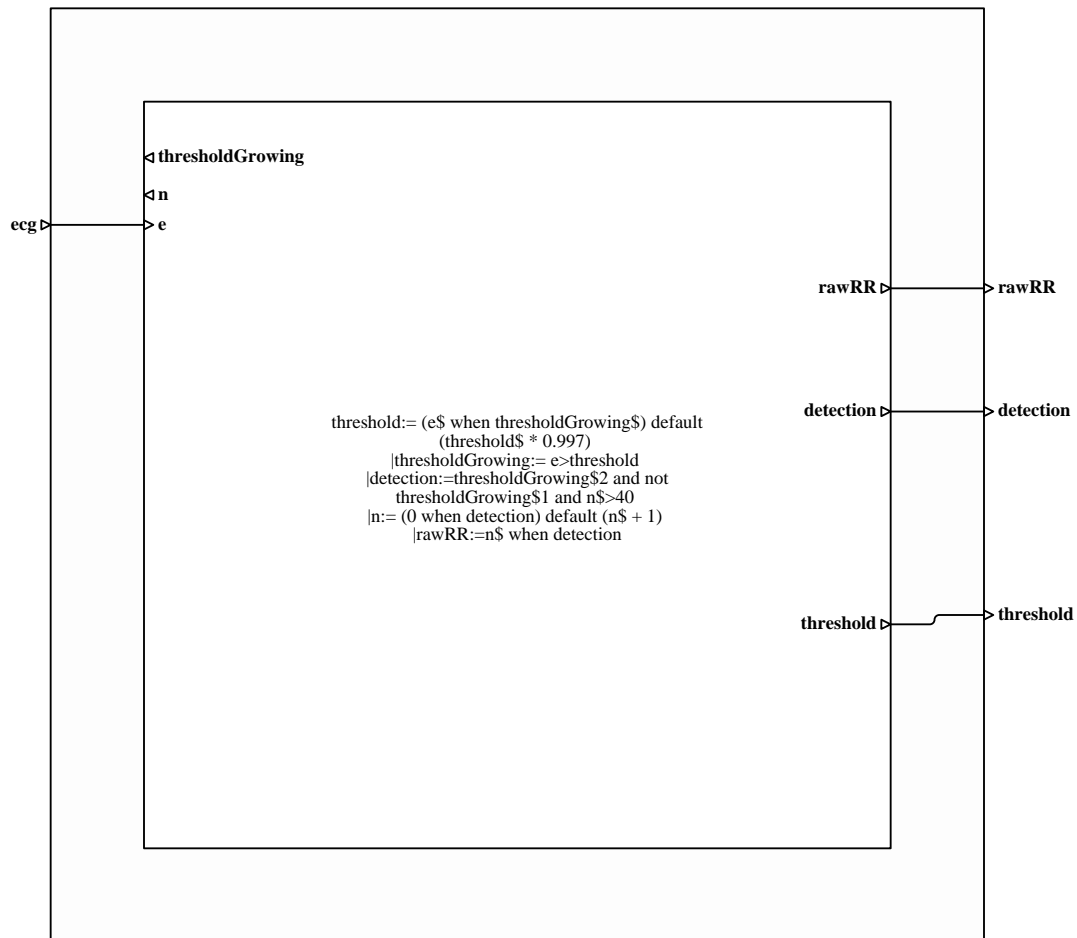 thresholdGrowing
n
ecg
e
rawRR
rawRR
detection
detection
threshold:= (e$ when thresholdGrowing$) default
(threshold$ * 0.997)
|thresholdGrowing:= e>threshold
|detection:=thresholdGrowing$2 and not
thresholdGrowing$1 and n$>40
|n:= (0 when detection) default (n$ + 1)
|rawRR:=n$ when detection
threshold
threshold